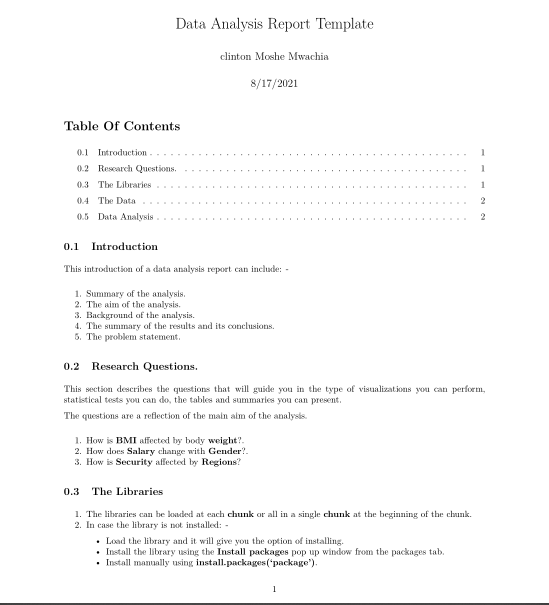 Data Analysis Report Template
clinton Moshe Mwachia
8/17/2021
Table Of Contents
0.1 Introduction . . . . . . . . . . . . . . . . . . . . . . . . . . . . . . . . . . . . . . . . . . . . . . 1
0.2 Research Questions. . . . . . . . . . . . . . . . . . . . . . . . . . . . . . . . . . . . . . . . . . 1
0.3 The Libraries . . . . . . . . . . . . . . . . . . . . . . . . . . . . . . . . . . . . . . . . . . . . . . 1
0.4 The Data . . . . . . . . . . . . . . . . . . . . . . . . . . . . . . . . . . . . . . . . . . . . . . . . 2
0.5 Data Analysis . . . . . . . . . . . . . . . . . . . . . . . . . . . . . . . . . . . . . . . . . . . . . 2
0.1 Introduction
This introduction of a data analysis report can include: -
1. Summary of the analysis.
2. The aim of the analysis.
3. Background of the analysis.
4. The summary of the results and its conclusions.
5. The problem statement.
0.2 Research Questions.
This section describes the questions that will guide you in the type of visualizations you can perform,
statistical tests you can do, the tables and summaries you can present.
The questions are a reflection of the main aim of the analysis.
1. How is BMI affected by body weight?.
2. How does Salary change with Gender?.
3. How is Security affected by Regions?
0.3 The Libraries
1. The libraries can be loaded at each chunk or all in a single chunk at the beginning of the chunk.
2. In case the library is not installed: -
• Load the library and it will give you the option of installing.
• Install the library using the Install packages pop up window from the packages tab.
• Install manually using install.packages(‘package’).
1